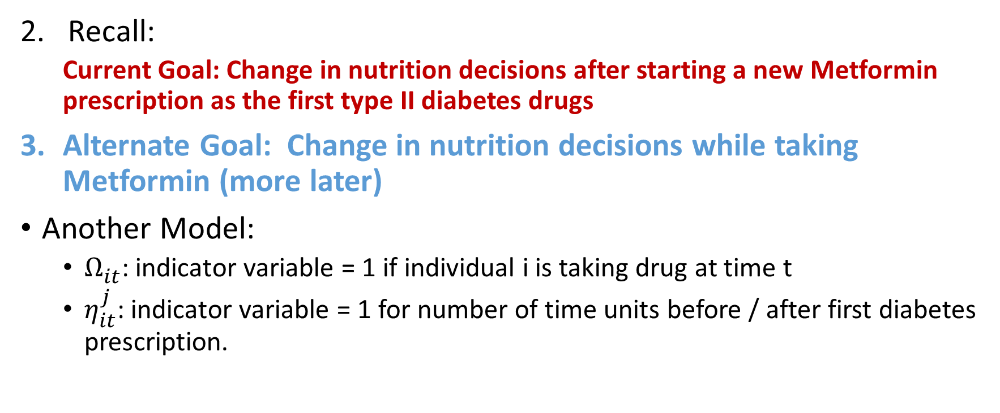 2. Recall:
Current Goal: Change in nutrition decisions after starting a new Metformin
prescription as the first type II diabetes drugs
3. Alternate Goal: Change in nutrition decisions while taking
Metformin (more later)
• Another Model:
• Ω_{it}: indicator variable = 1 if individual i is taking drug at time t
• η_{it}^{j}: indicator variable = 1 for number of time units before / after first diabetes
prescription.